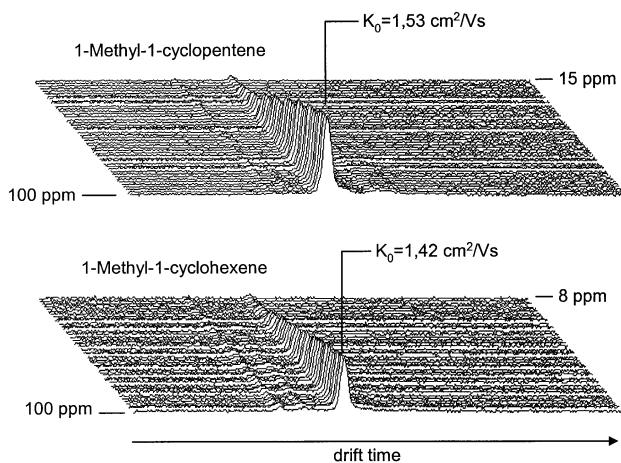 K₀=1,53 cm²/Vs
1-Methyl-1-cyclopentene
15 ppm
100 ppm
K₀=1,42 cm²/Vs
1-Methyl-1-cyclohexene
8 ppm
100 ppm
drift time